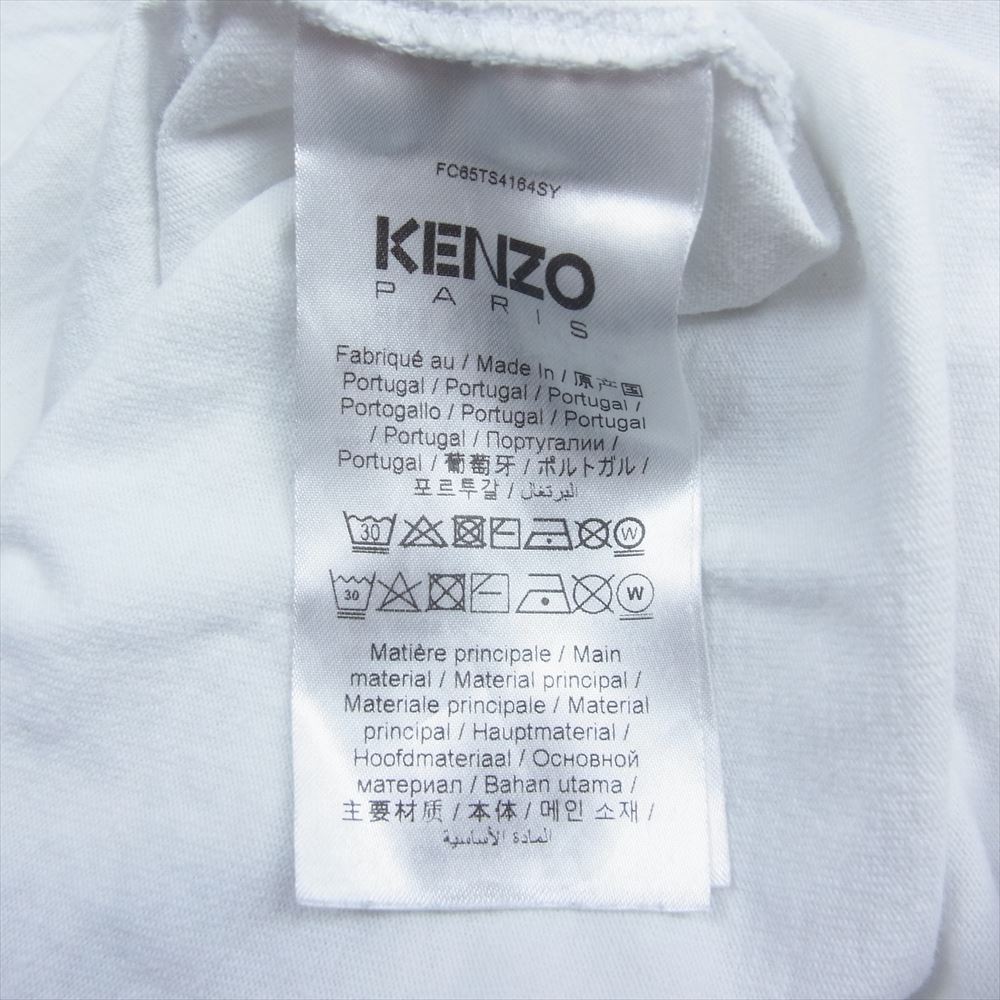 FC65TS4164SY
KENZO
PARIS
Fabriqué au / Made In / 原产国
Portugal / Portugal / Portugal /
Portogallo / Portugal / Portugal
/ Portugal / Португалии /
Portugal / 葡萄牙 / ポルトガル /
포르투갈 / البرتغال
30 W
30 W
Matière principale / Main
material / Material principal /
Materiale principale / Material
principal / Hauptmaterial /
Hoofdmateriaal / Основной
материал / Bahan utama /
主要材质 / 本体 / 메인 소재 /
المادة الأساسية